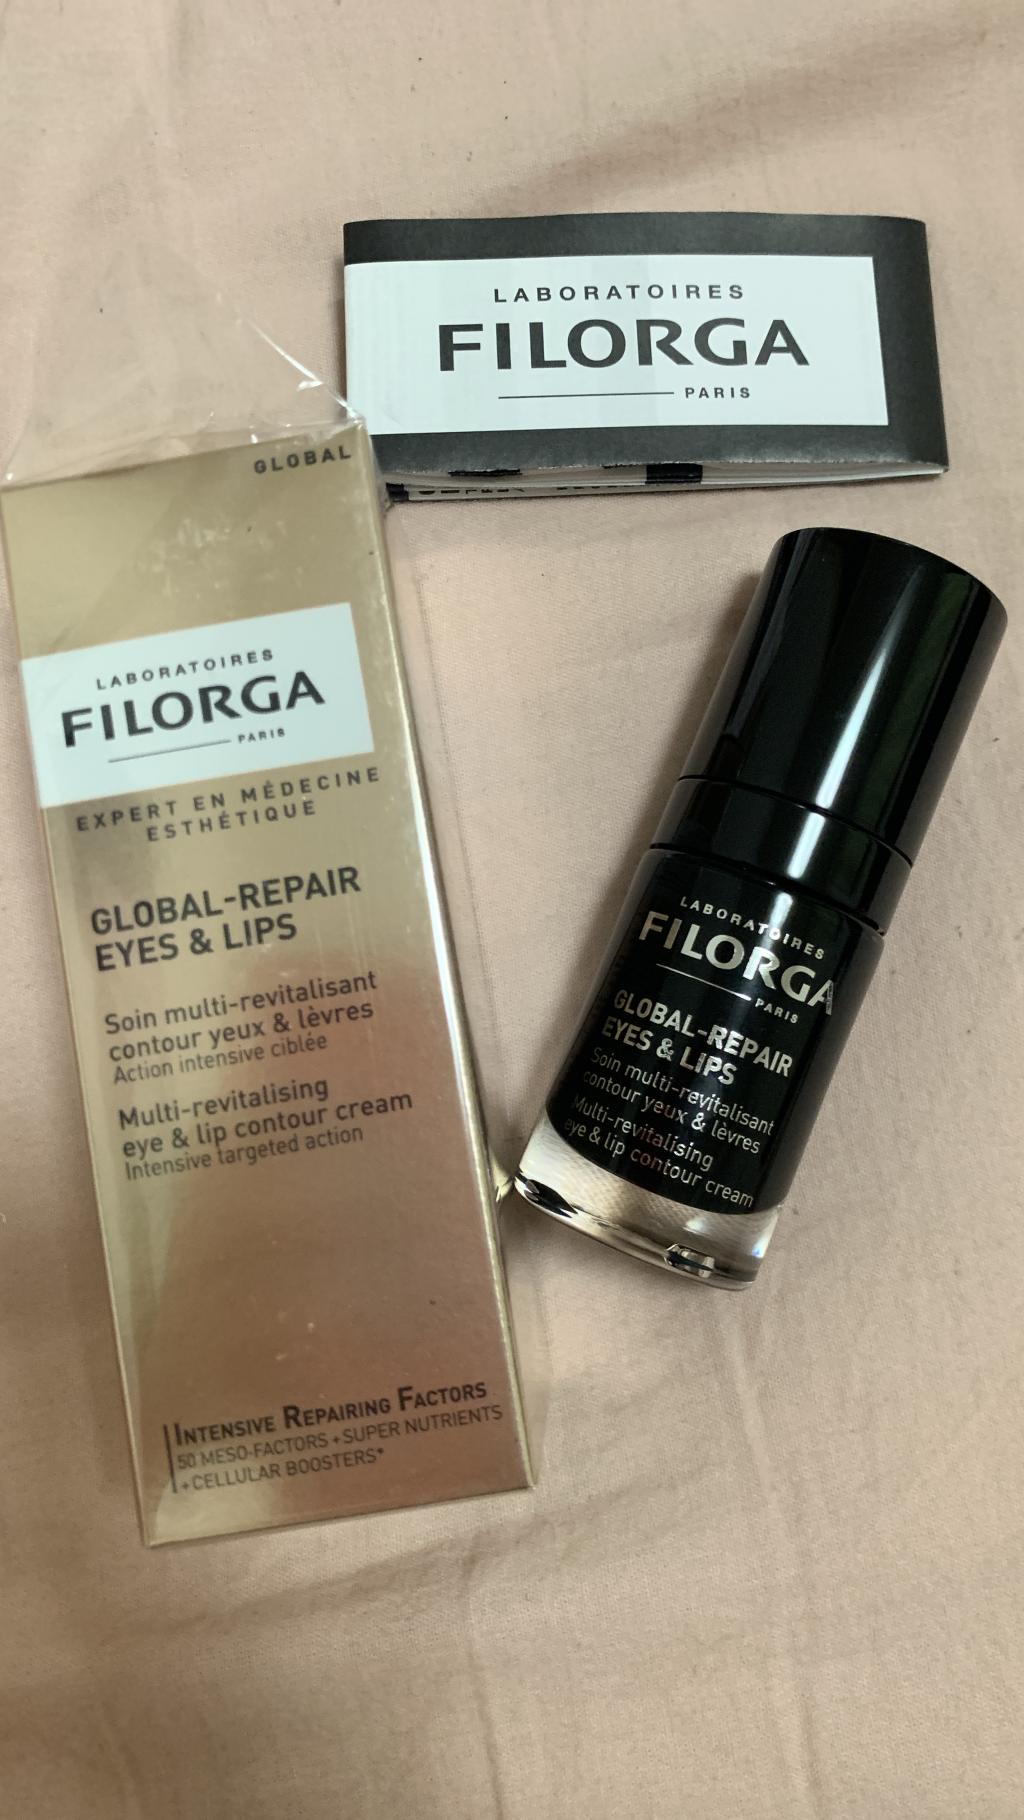 LABORATOIRES
FILORGA
PARIS
GLOBAL
LABORATOIRES
FILORGA
PARIS
EXPERT EN MÉDECINE
ESTHÉTIQUE
GLOBAL-REPAIR
EYES & LIPS
Soin multi-revitalisant
contour yeux & lèvres
Action intensive ciblée
Multi-revitalising
eye & lip contour cream
Intensive targeted action
INTENSIVE REPAIRING FACTORS
50 MESO-FACTORS + SUPER NUTRIENTS
+ CELLULAR BOOSTERS*
LABORATOIRES
FILORGA
PARIS
GLOBAL-REPAIR
EYES & LIPS
Soin multi-revitalisant
contour yeux & lèvres
Multi-revitalising
eye & lip contour cream